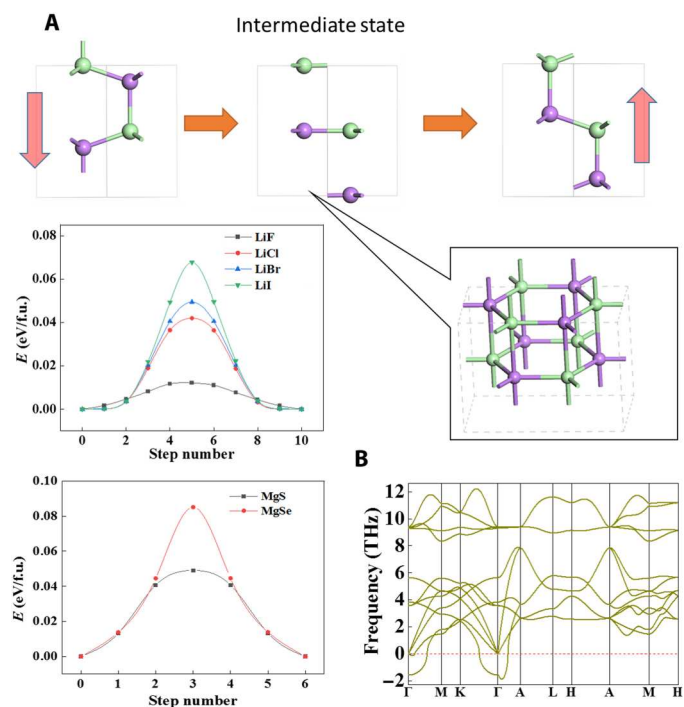 A
Intermediate state
E (eV/f.u.)
0.08
0.06
0.04
0.02
0.00
LiF
LiCl
LiBr
LiI
0 2 4 6 8 10
Step number
E (eV/f.u.)
0.10
0.08
0.06
0.04
0.02
0.00
MgS
MgSe
0 1 2 3 4 5 6
Step number
B
Frequency (THz)
12
10
8
6
4
2
0
−2
Γ M K Γ A L H A M H